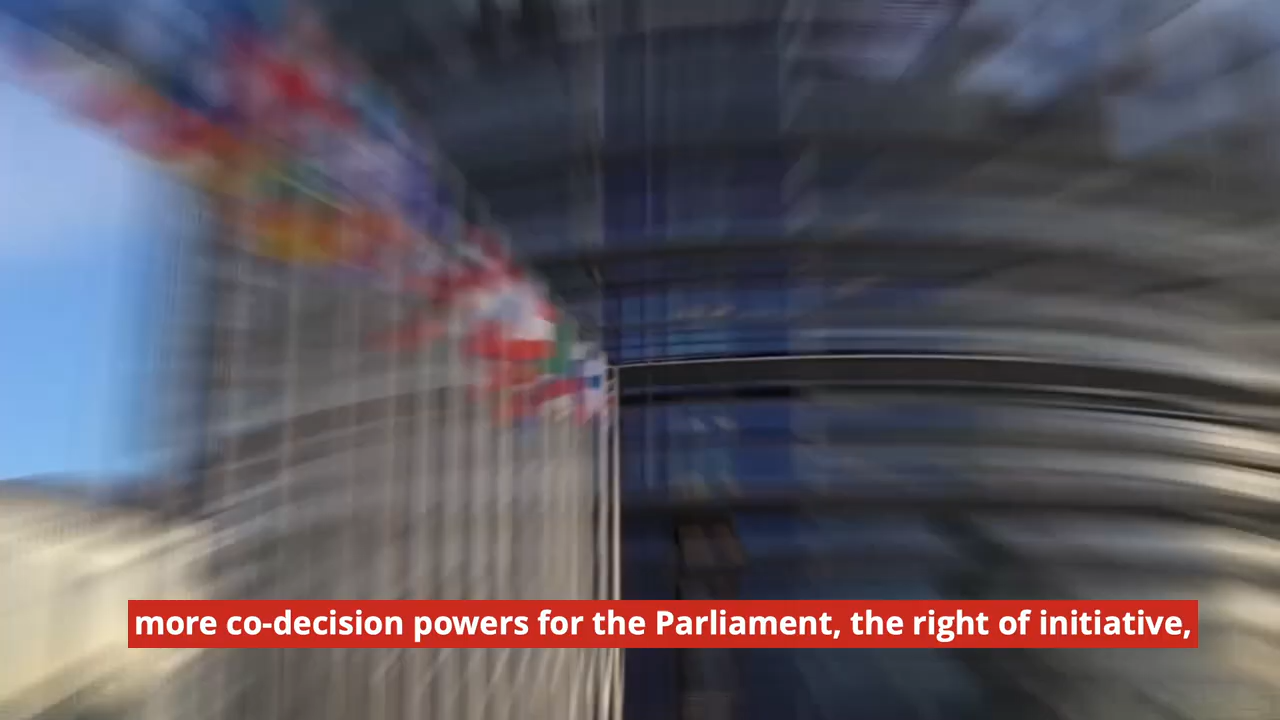 more co-decision powers for the Parliament, the right of initiative,